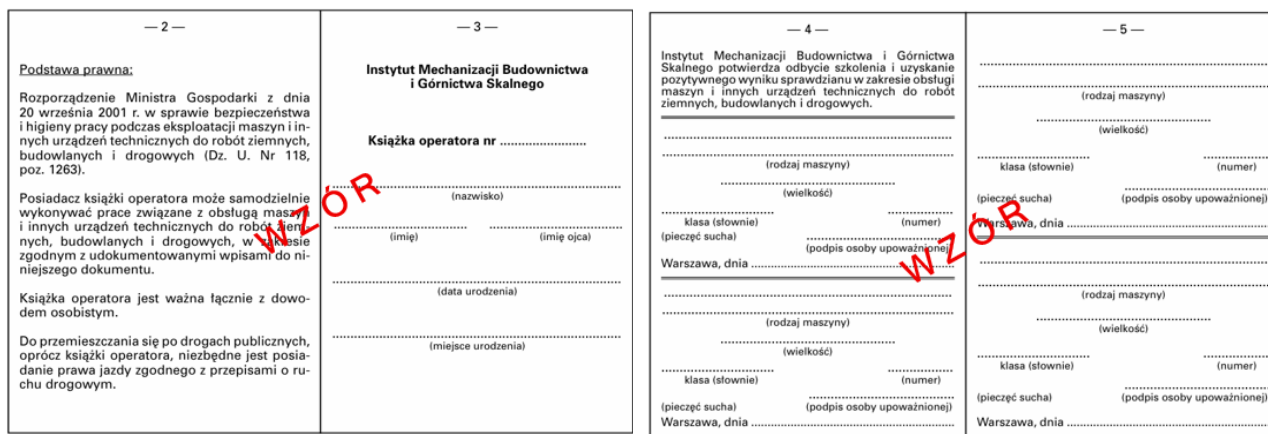 — 2 —
Podstawa prawna:
Rozporządzenie Ministra Gospodarki z dnia
20 września 2001 r. w sprawie bezpieczeństwa
i higieny pracy podczas eksploatacji maszyn i in-
nych urządzeń technicznych do robót ziemnych,
budowlanych i drogowych (Dz. U. Nr 118,
poz. 1263).
Posiadacz książki operatora może samodzielnie
wykonywać prace związane z obsługą maszyn
i innych urządzeń technicznych do robót ziem-
nych, budowlanych i drogowych, w zakresie
zgodnym z udokumentowanymi wpisami do ni-
niejszego dokumentu.
Książka operatora jest ważna łącznie z dowo-
dem osobistym.
Do przemieszczania się po drogach publicznych,
oprócz książki operatora, niezbędne jest posia-
danie prawa jazdy zgodnego z przepisami o ru-
chu drogowym.
— 3 —
Instytut Mechanizacji Budownictwa
i Górnictwa Skalnego
Książka operatora nr ........................
(nazwisko)
(imię) (imię ojca)
(data urodzenia)
(miejsce urodzenia)
WZÓR
— 4 —
Instytut Mechanizacji Budownictwa i Górnictwa
Skalnego potwierdza odbycie szkolenia i uzyskanie
pozytywnego wyniku sprawdzianu w zakresie obsługi
maszyn i innych urządzeń technicznych do robót
ziemnych, budowlanych i drogowych.
(rodzaj maszyny)
(wielkość)
klasa (słownie) (numer)
(pieczęć sucha) (podpis osoby upoważnionej)
Warszawa, dnia ........................
(rodzaj maszyny)
(wielkość)
klasa (słownie) (numer)
(pieczęć sucha) (podpis osoby upoważnionej)
Warszawa, dnia ........................
— 5 —
(rodzaj maszyny)
(wielkość)
klasa (słownie) (numer)
(pieczęć sucha) (podpis osoby upoważnionej)
Warszawa, dnia ........................
(rodzaj maszyny)
(wielkość)
klasa (słownie) (numer)
(pieczęć sucha) (podpis osoby upoważnionej)
Warszawa, dnia ........................
WZÓR